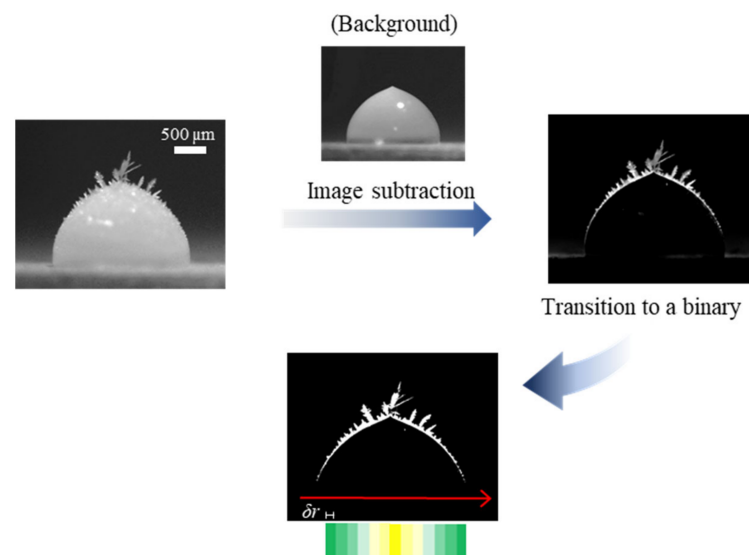 (Background)
500 μm
Image subtraction
Transition to a binary
δr